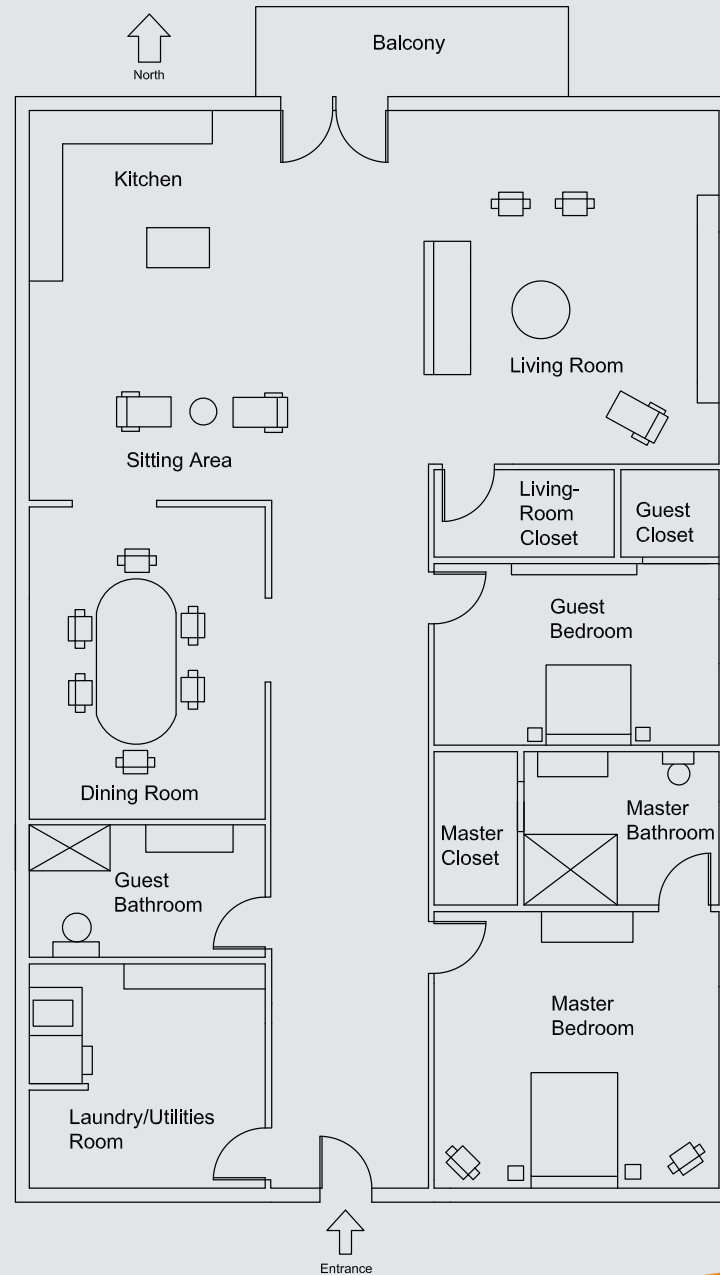 Balcony
North
Kitchen
Living Room
Sitting Area
Living-
Room
Closet
Guest
Closet
Guest
Bedroom
Dining Room
Master
Bathroom
Master
Closet
Guest
Bathroom
Master
Bedroom
Laundry/Utilities
Room
Entrance